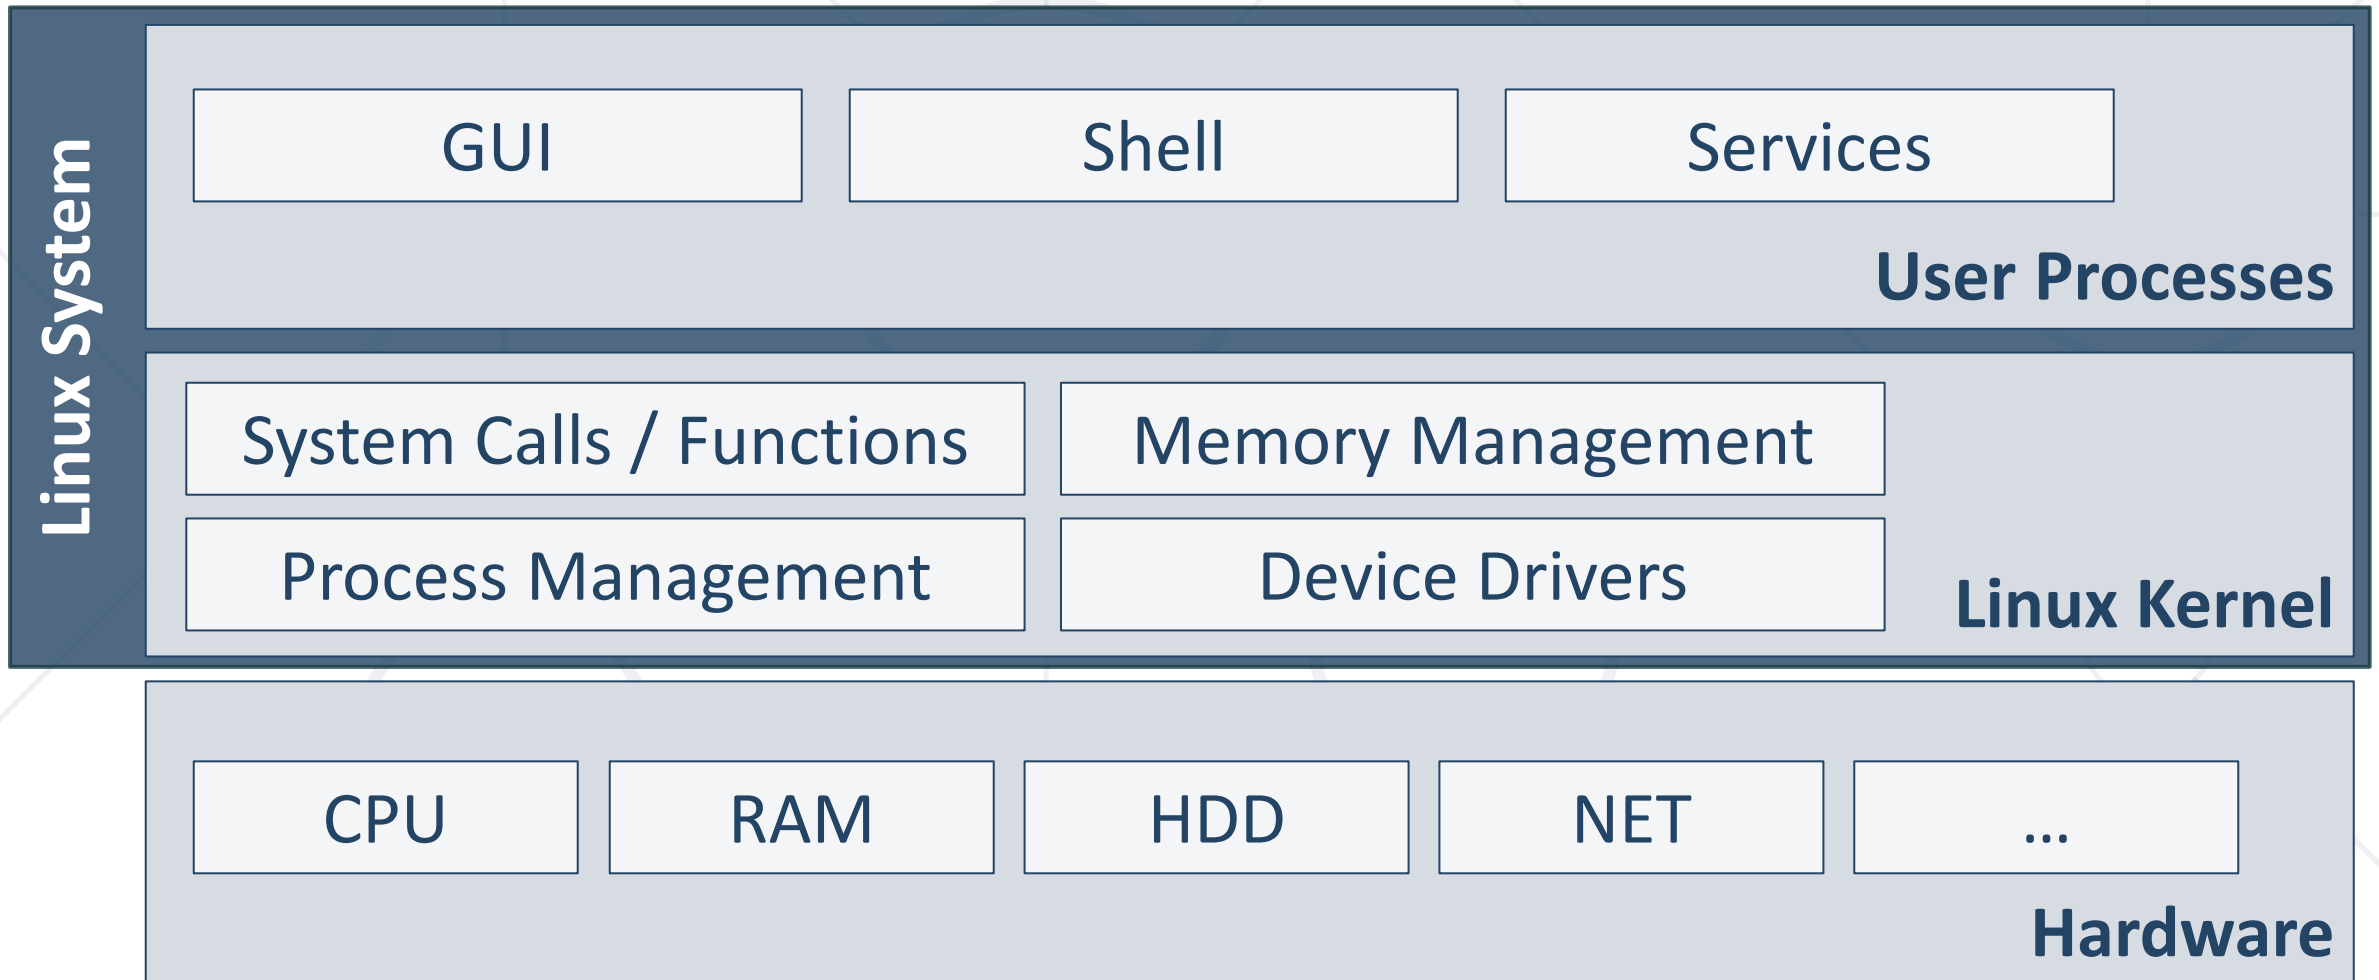 Linux System
GUI
Shell
Services
User Processes
System Calls / Functions
Memory Management
Process Management
Device Drivers
Linux Kernel
CPU
RAM
HDD
NET
...
Hardware